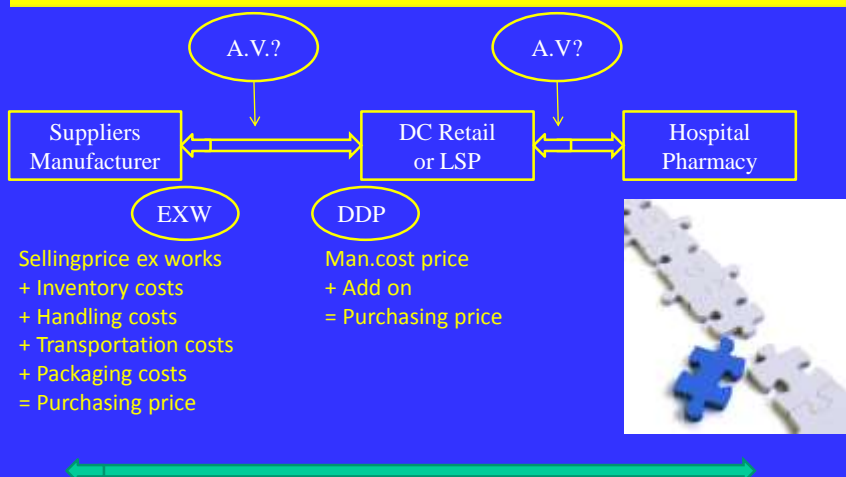 A.V.?
A.V?
Suppliers
Manufacturer
DC Retail
or LSP
Hospital
Pharmacy
EXW
DDP
Sellingprice ex works
+ Inventory costs
+ Handling costs
+ Transportation costs
+ Packaging costs
= Purchasing price
Man.cost price
+ Add on
= Purchasing price